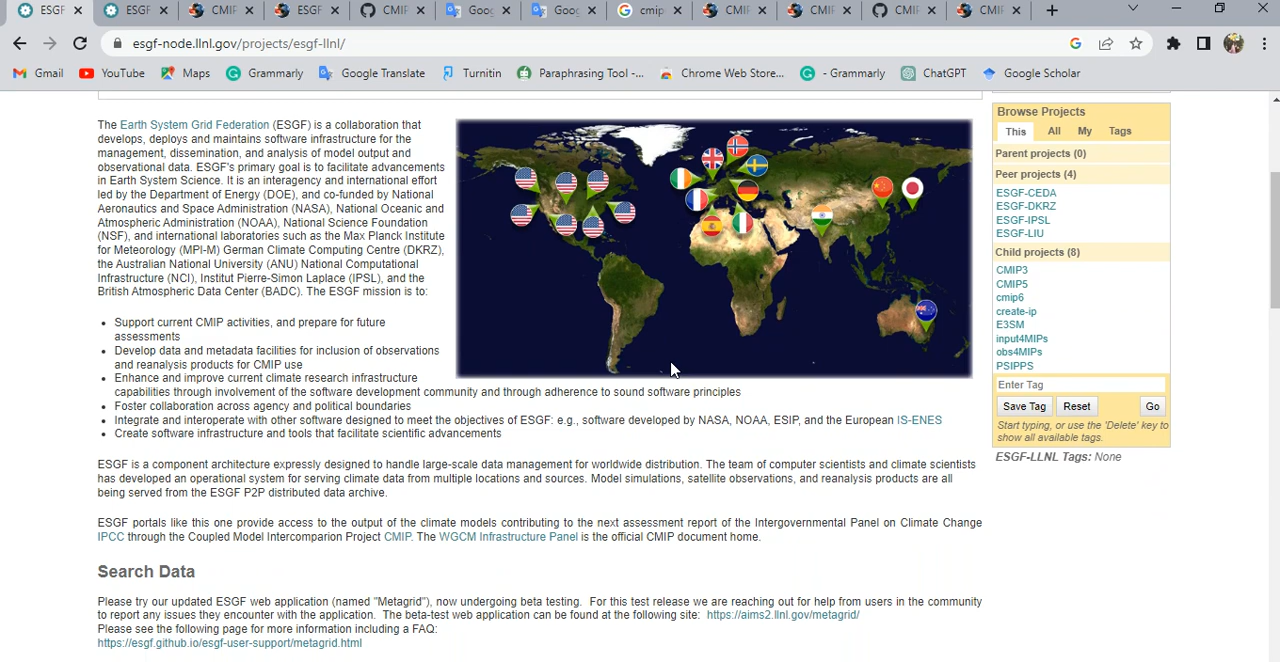 ESGF
ESGF
CMIP
ESGF
CMIP
Goog
Goog
cmip
CMIP
CMIP
CMIP
CMIP
esgf-node.llnl.gov/projects/esgf-llnl/
Gmail
YouTube
Maps
Grammarly
Google Translate
Turnitin
Paraphrasing Tool -...
Chrome Web Store...
- Grammarly
ChatGPT
Google Scholar
The Earth System Grid Federation (ESGF) is a collaboration that
develops, deploys and maintains software infrastructure for the
management, dissemination, and analysis of model output and
observational data. ESGF's primary goal is to facilitate advancements
in Earth System Science. It is an interagency and international effort
led by the Department of Energy (DOE), and co-funded by National
Aeronautics and Space Administration (NASA), National Oceanic and
Atmospheric Administration (NOAA), National Science Foundation
(NSF), and international laboratories such as the Max Planck Institute
for Meteorology (MPI-M) German Climate Computing Centre (DKRZ),
the Australian National University (ANU) National Computational
Infrastructure (NCI), Institut Pierre-Simon Laplace (IPSL), and the
British Atmospheric Data Center (BADC). The ESGF mission is to:
Support current CMIP activities, and prepare for future
assessments
Develop data and metadata facilities for inclusion of observations
and reanalysis products for CMIP use
Enhance and improve current climate research infrastructure
capabilities through involvement of the software development community and through adherence to sound software principles
Foster collaboration across agency and political boundaries
Integrate and interoperate with other software designed to meet the objectives of ESGF: e.g., software developed by NASA, NOAA, ESIP, and the European IS-ENES
Create software infrastructure and tools that facilitate scientific advancements
ESGF is a component architecture expressly designed to handle large-scale data management for worldwide distribution. The team of computer scientists and climate scientists
has developed an operational system for serving climate data from multiple locations and sources. Model simulations, satellite observations, and reanalysis products are all
being served from the ESGF P2P distributed data archive.
ESGF portals like this one provide access to the output of the climate models contributing to the next assessment report of the Intergovernmental Panel on Climate Change
IPCC through the Coupled Model Intercomparison Project CMIP. The WGCM Infrastructure Panel is the official CMIP document home.
Search Data
Please try our updated ESGF web application (named "Metagrid"), now undergoing beta testing. For this test release we are reaching out for help from users in the community
to report any issues they encounter with the application. The beta-test web application can be found at the following site: https://aims2.llnl.gov/metagrid/
Please see the following page for more information including a FAQ:
https://esgf.github.io/esgf-user-support/metagrid.html
Browse Projects
This
All
My
Tags
Parent projects (0)
Peer projects (4)
ESGF-CEDA
ESGF-DKRZ
ESGF-IPSL
ESGF-LIU
Child projects (8)
CMIP3
CMIP5
cmip6
create-ip
E3SM
input4MIPs
obs4MIPs
PSIPPS
Enter Tag
Save Tag
Reset
Go
Start typing, or use the 'Delete' key to
show all available tags.
ESGF-LLNL Tags: None